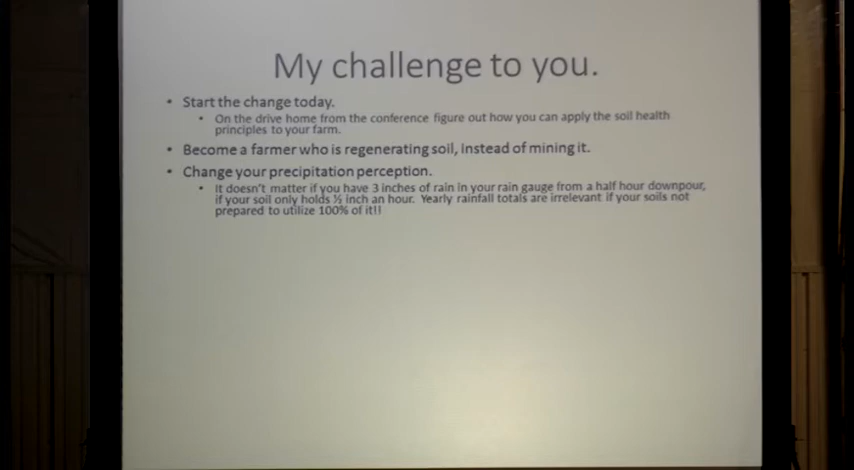 My challenge to you.
• Start the change today.
• On the drive home from the conference figure out how you can apply the soil health
principles to your farm.
• Become a farmer who is regenerating soil, instead of mining it.
• Change your precipitation perception.
• It doesn't matter if you have 3 inches of rain in your rain gauge from a half hour downpour,
if your soil only holds ½ inch an hour. Yearly rainfall totals are irrelevant if your soils not
prepared to utilize 100% of it!!